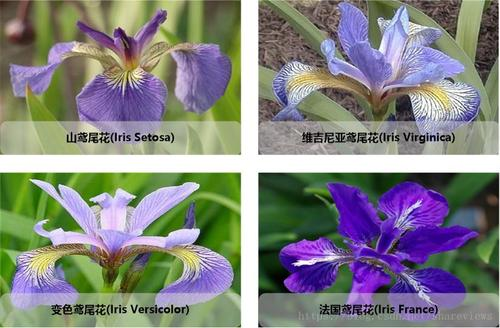 山鸢尾花(Iris Setosa)
维吉尼亚鸢尾花(Iris Virginica)
变色鸢尾花(Iris Versicolor)
法国鸢尾花(Iris France)